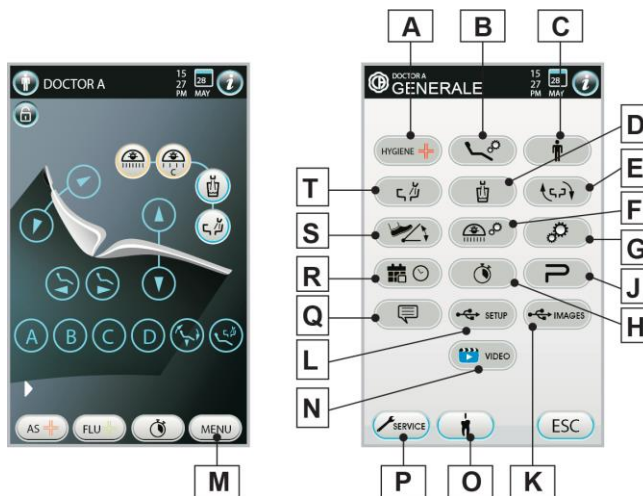 A B C
DOCTOR A
15
27
PM
28
MAY
i
C
A B C D
AS
FLU
MENU
M
DOCTOR A
GENERALE
15
27
PM
28
MAY
i
HYGIENE
D
E
T
F
S
G
R
J
Q
SETUP
IMAGES
H
L
VIDEO
N
SERVICE
ESC
P O K